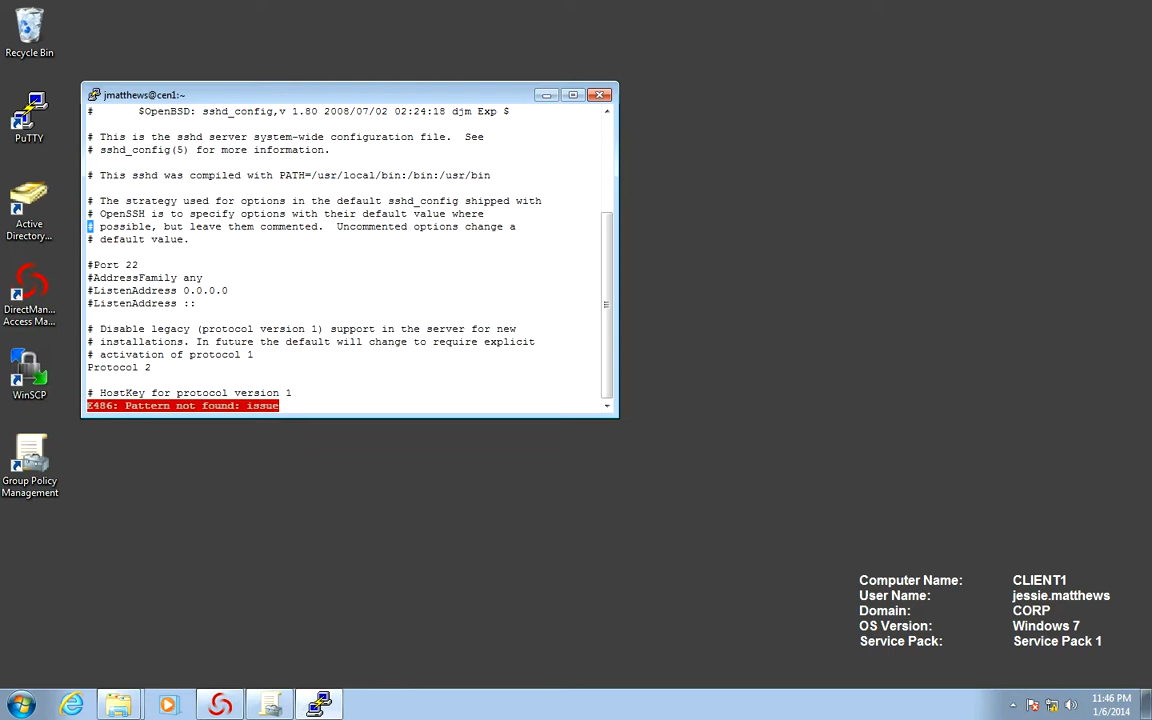 Recycle Bin
PuTTY
Active
Directory...
DirectMan...
Access Ma...
WinSCP
Group Policy
Management
jmatthews@cen1:~
#       $OpenBSD: sshd_config,v 1.80 2008/07/02 02:24:18 djm Exp $
# This is the sshd server system-wide configuration file.  See
# sshd_config(5) for more information.
# This sshd was compiled with PATH=/usr/local/bin:/bin:/usr/bin
# The strategy used for options in the default sshd_config shipped with
# OpenSSH is to specify options with their default value where
# possible, but leave them commented.  Uncommented options change a
# default value.
#Port 22
#AddressFamily any
#ListenAddress 0.0.0.0
#ListenAddress ::
# Disable legacy (protocol version 1) support in the server for new
# installations. In future the default will change to require explicit
# activation of protocol 1
Protocol 2
# HostKey for protocol version 1
E486: Pattern not found: issue
Computer Name: CLIENT1
User Name: jessie.matthews
Domain: CORP
OS Version: Windows 7
Service Pack: Service Pack 1
11:46 PM
1/6/2014